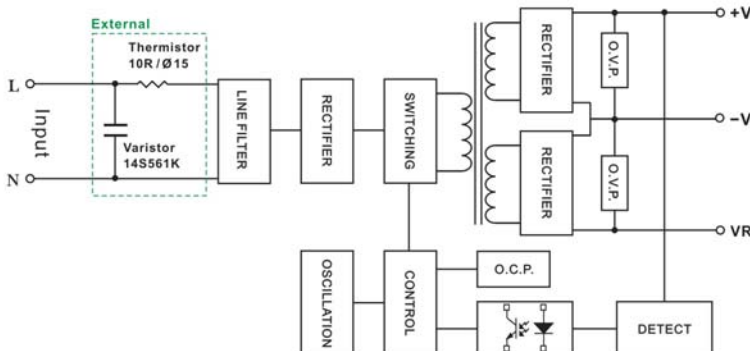 External
Thermistor
10R/Ø15
L
Input
N
Varistor
14S561K
LINE FILTER
RECTIFIER
SWITCHING
RECTIFIER
RECTIFIER
O.V.P.
O.V.P.
+V
−V
VR
OSCILLATION
CONTROL
O.C.P.
DETECT